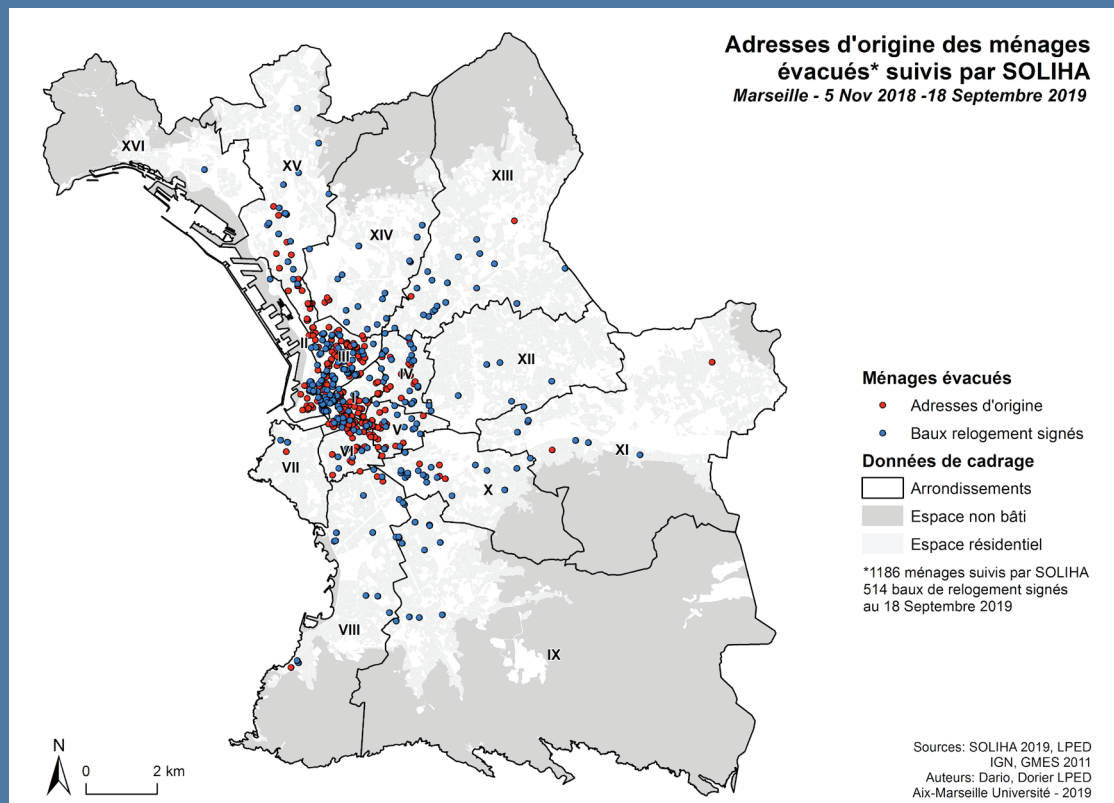 Adresses d'origine des ménages
évacués* suivis par SOLIHA
Marseille - 5 Nov 2018 -18 Septembre 2019
XVI
XV
XIII
XIV
II
III
XII
IV
I
V
VI
XI
VII
X
VIII
IX
Ménages évacués
Adresses d'origine
Baux relogement signés
Données de cadrage
Arrondissements
Espace non bâti
Espace résidentiel
*1186 ménages suivis par SOLIHA
514 baux de relogement signés
au 18 Septembre 2019
N
0 2 km
Sources: SOLIHA 2019, LPED
IGN, GMES 2011
Auteurs: Dario, Dorier LPED
Aix-Marseille Université - 2019